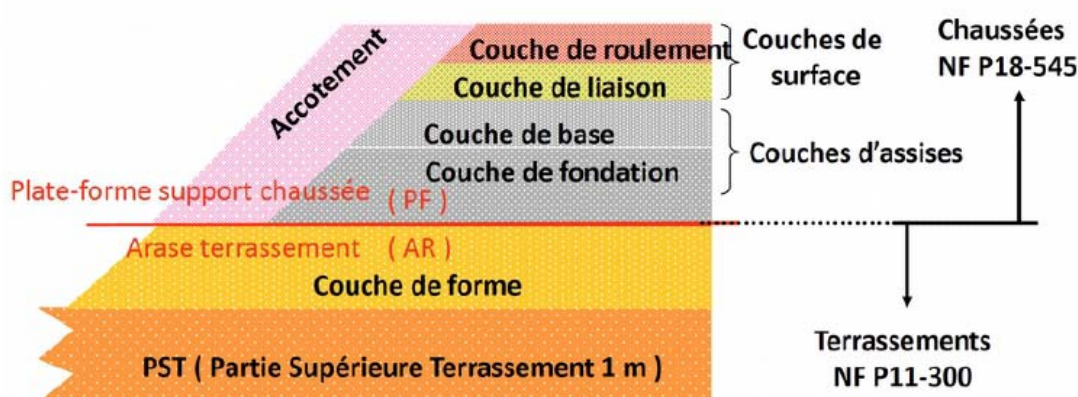 Accotement
Couche de roulement
Couche de liaison
Couche de base
Couche de fondation
Couches de
surface
Couches d'assises
Chaussées
NF P18-545
Plate-forme support chaussée ( PF )
Arase terrassement ( AR )
Couche de forme
PST ( Partie Supérieure Terrassement 1 m )
Terrassements
NF P11-300